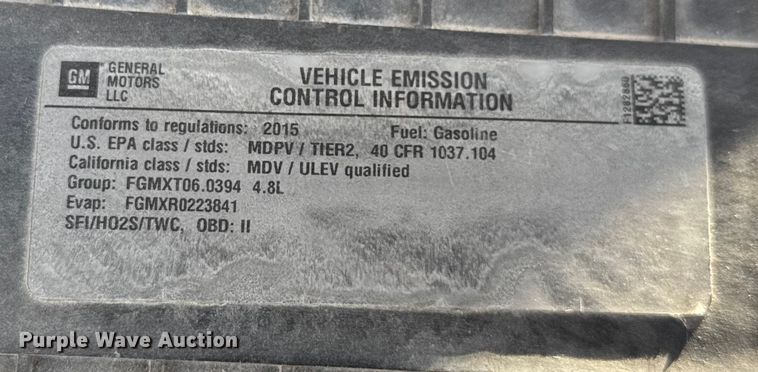 GM
GENERAL
MOTORS
LLC
VEHICLE EMISSION
CONTROL INFORMATION
Conforms to regulations: 2015 Fuel: Gasoline
U.S. EPA class / stds: MDPV / TIER2, 40 CFR 1037.104
California class / stds: MDV / ULEV qualified
Group: FGMXT06.0394 4.8L
Evap: FGMXR0223841
SFI/HO2S/TWC, OBD: II
Purple Wave Auction